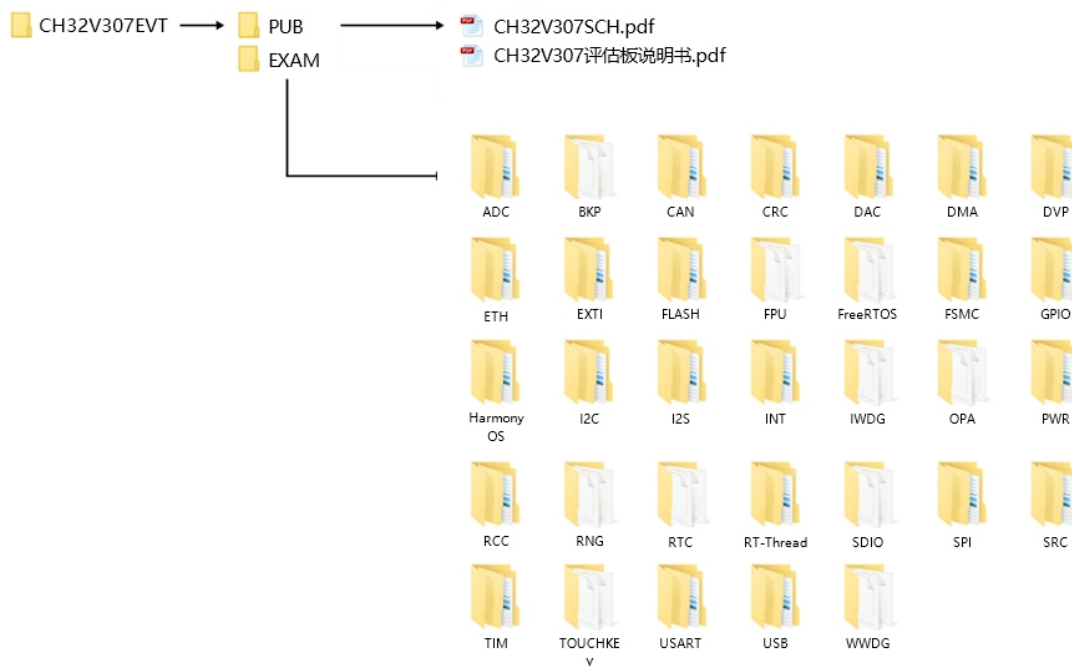 CH32V307EVT
PUB
EXAM
CH32V307SCH.pdf
CH32V307评估板说明书.pdf
ADC BKP CAN CRC DAC DMA DVP
ETH EXTI FLASH FPU FreeRTOS FSMC GPIO
Harmony OS I2C I2S INT IWDG OPA PWR
RCC RNG RTC RT-Thread SDIO SPI SRC
TIM TOUCHKEY USART USB WWDG